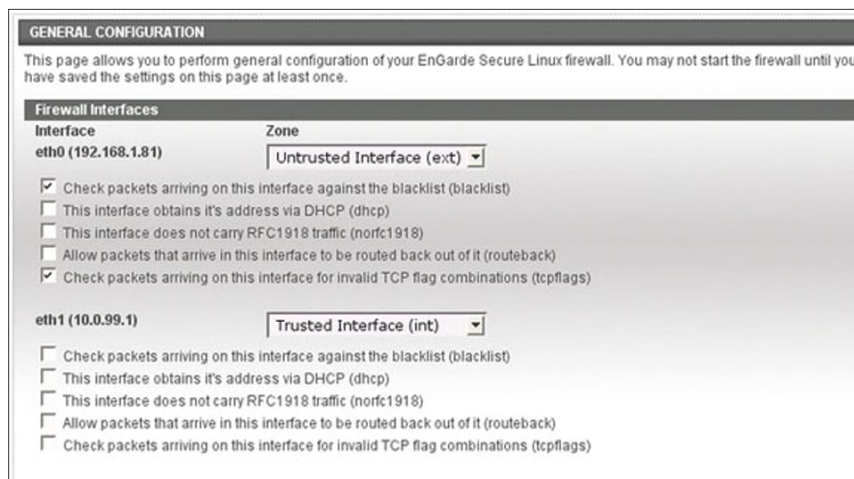 GENERAL CONFIGURATION
This page allows you to perform general configuration of your EnGarde Secure Linux firewall. You may not start the firewall until you
have saved the settings on this page at least once.
Firewall Interfaces
Interface Zone
eth0 (192.168.1.81) Untrusted Interface (ext)
Check packets arriving on this interface against the blacklist (blacklist)
This interface obtains it's address via DHCP (dhcp)
This interface does not carry RFC1918 traffic (norfc1918)
Allow packets that arrive in this interface to be routed back out of it (routeback)
Check packets arriving on this interface for invalid TCP flag combinations (tcpflags)
eth1 (10.0.99.1) Trusted Interface (int)
Check packets arriving on this interface against the blacklist (blacklist)
This interface obtains it's address via DHCP (dhcp)
This interface does not carry RFC1918 traffic (norfc1918)
Allow packets that arrive in this interface to be routed back out of it (routeback)
Check packets arriving on this interface for invalid TCP flag combinations (tcpflags)